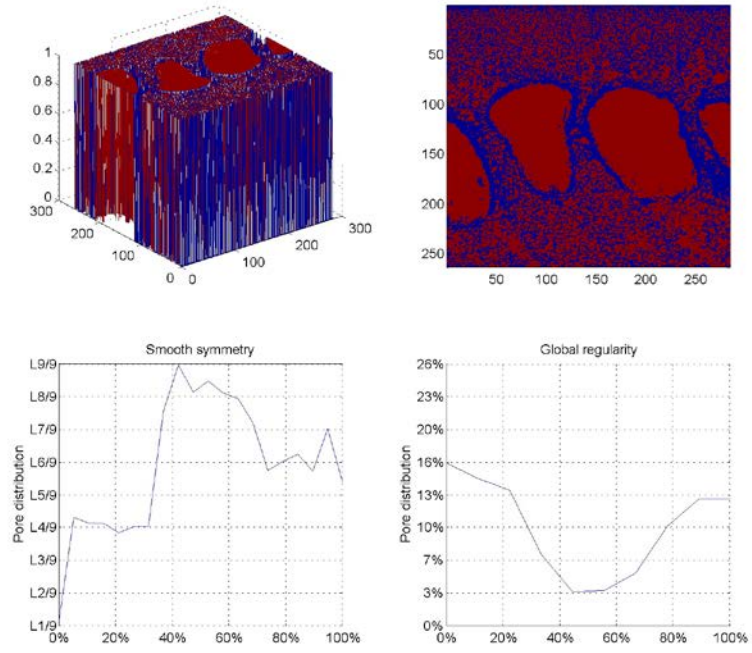 1
0.8
0.6
0.4
0.2
0
300
200
100
0
0
100
200
300
50
100
150
200
250
50 100 150 200 250
Smooth symmetry
Pore distribution
L9/9
L8/9
L7/9
L6/9
L5/9
L4/9
L3/9
L2/9
L1/9
0% 20% 40% 60% 80% 100%
Global regularity
Pore distribution
26%
23%
20%
16%
13%
10%
7%
3%
0%
0% 20% 40% 60% 80% 100%